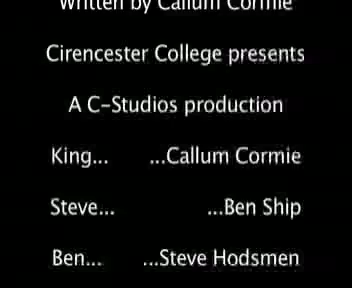 Written by Callum Cormie
Cirencester College presents
A C-Studios production
King... ...Callum Cormie
Steve... ...Ben Ship
Ben... ...Steve Hodsmen